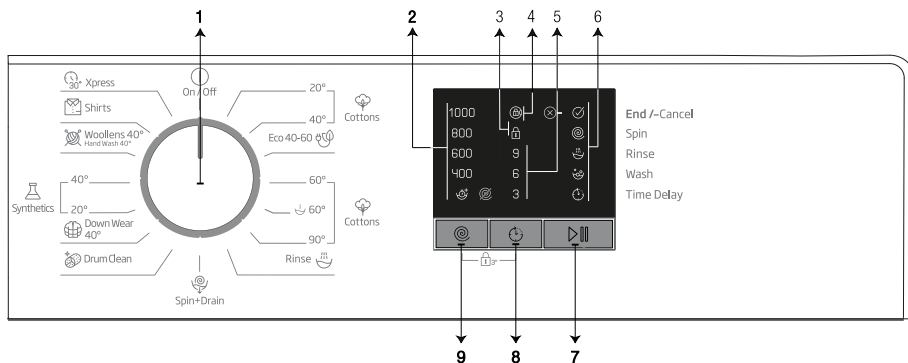 1 2 3 4 5 6
30° Xpress
On / Off
20°
Shirts
40°
Cottons
Woollens 40°
Hand Wash 40°
Eco 40-60
40°
60°
Synthetics
20°
60°
Cottons
Down Wear
40°
90°
Drum Clean
Rinse
Spin+Drain
1000
End /-Cancel
800
Spin
600 9
Rinse
400 6
Wash
3
Time Delay
3"
9 8 7